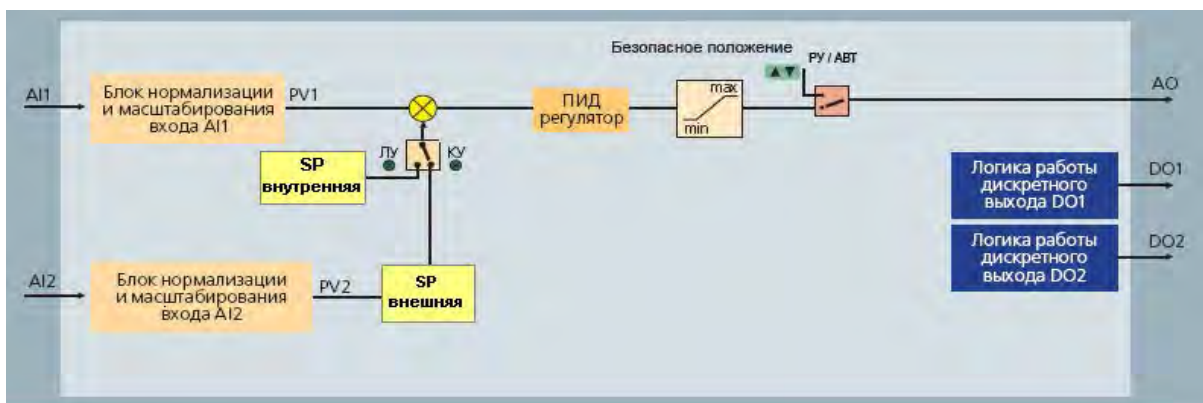 Безопасное положение
РУ / АВТ
AI1
Блок нормализации
и масштабирования
входа AI1
PV1
ПИД
регулятор
max
min
AO
ЛУ
КУ
SP
внутренняя
Логика работы
дискретного
выхода DO1
DO1
Логика работы
дискретного
выхода DO2
DO2
AI2
Блок нормализации
и масштабирования
входа AI2
PV2
SP
внешняя